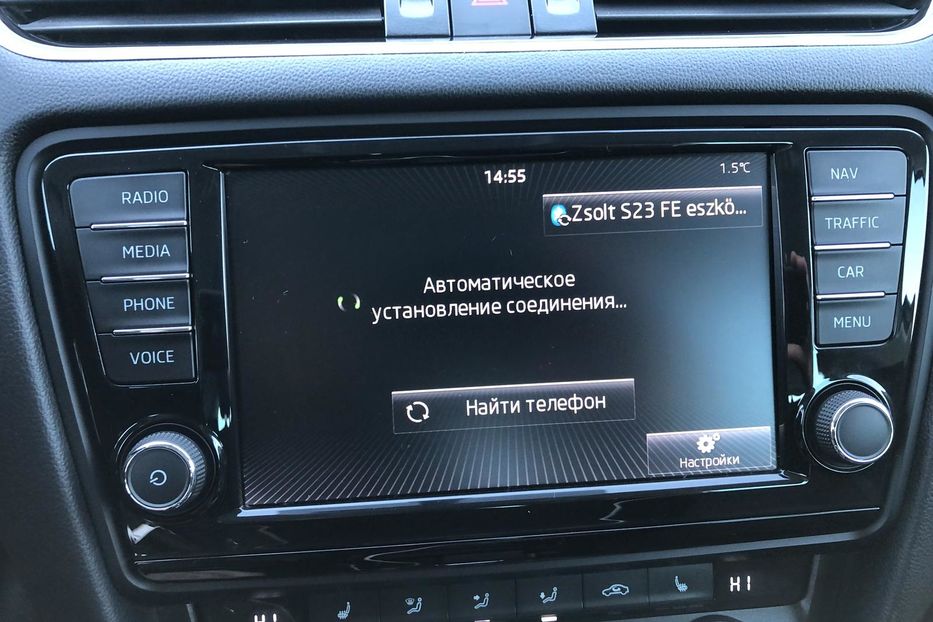 14:55
1.5°C
Zsolt S23 FE eszkö...
Автоматическое
установление соединения...
Найти телефон
Настройки
RADIO
MEDIA
PHONE
VOICE
NAV
TRAFFIC
CAR
MENU
HI
HI